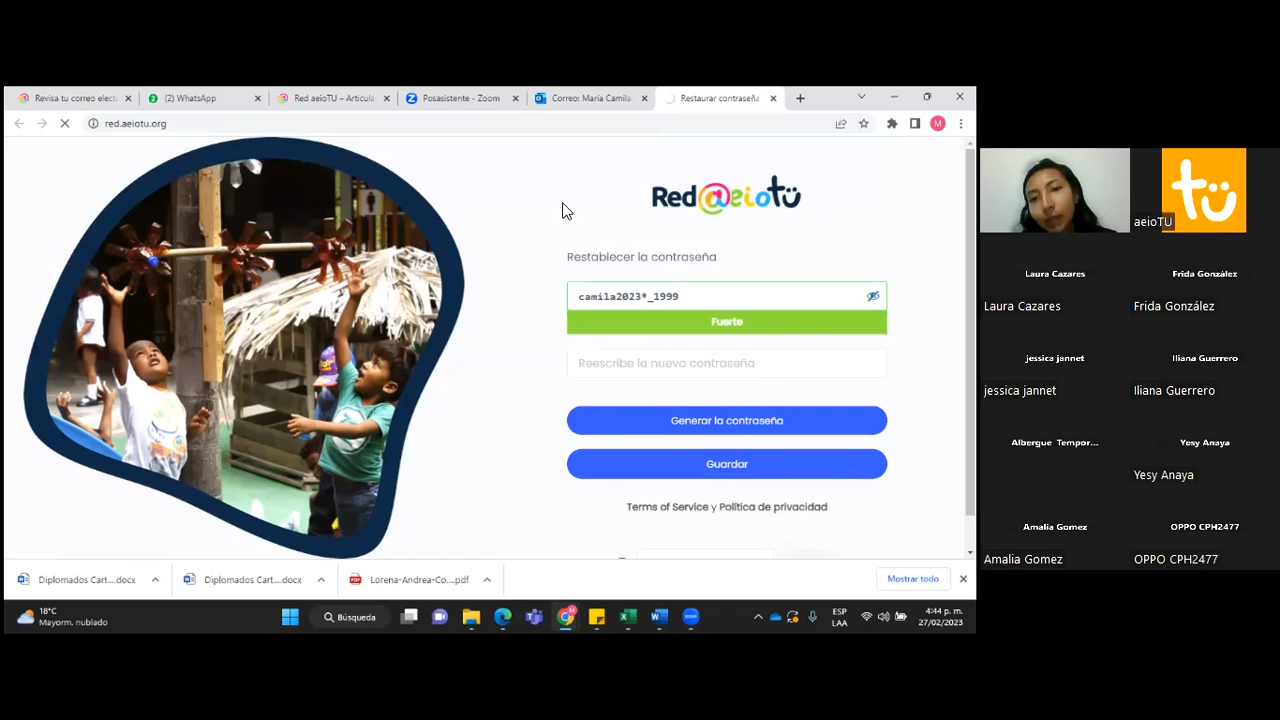 Revisa tu correo elect
(2) WhatsApp
Red aeioTU – Articula
Posasistente - Zoom
Correo: María Camila
Restaurar contraseña
red.aeiotu.org
M
Red@aeiotü
Restablecer la contraseña
camila2023*_1999
Fuerte
Reescribe la nueva contraseña
Generar la contraseña
Guardar
Terms of Service y Política de privacidad
Diplomados Cart....docx
Diplomados Cart....docx
Lorena-Andrea-Co....pdf
Mostrar todo
18°C
Mayorm. nublado
Búsqueda
ESP
LAA
4:44 p. m.
27/02/2023
tü
aeioTU
Laura Cazares
Laura Cazares
Frida González
Frida González
jessica jannet
jessica jannet
Iliana Guerrero
Iliana Guerrero
Albergue Tempor...
Yesy Anaya
Yesy Anaya
Amalia Gomez
Amalia Gomez
OPPO CPH2477
OPPO CPH2477